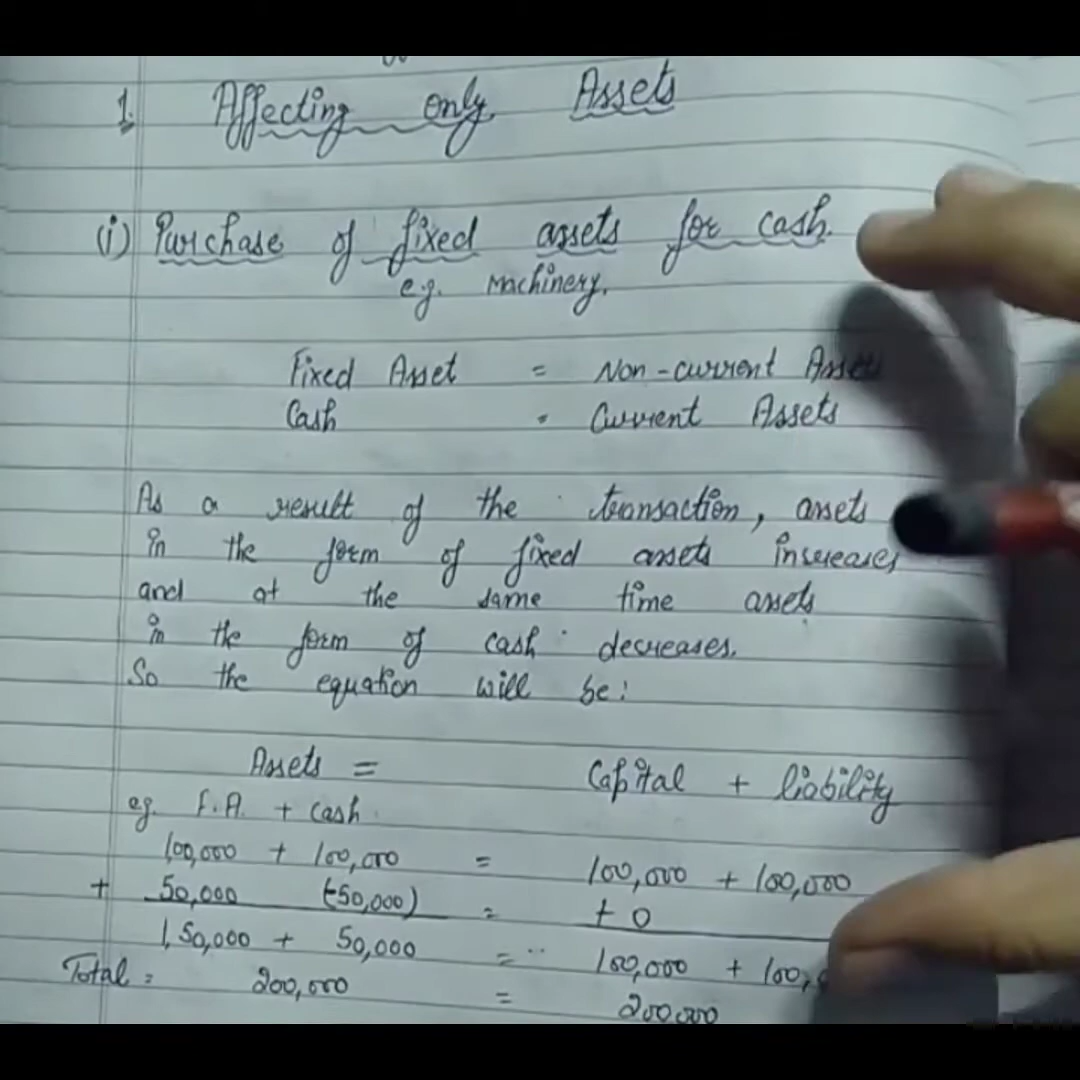 1. Affecting only Assets
(i) Purchase of fixed assets for cash.
e.g. Machinery.
Fixed Asset = Non-current Assets
Cash = Current Assets
As a result of the transaction, assets
in the form of fixed assets increases
and at the same time assets
in the form of cash decreases.
So the equation will be:
Assets = Capital + liability
eg. F.A. + Cash
100,000 + 100,000 = 100,000 + 100,000
+ 50,000 (-50,000) = + 0
1,50,000 + 50,000 = 100,000 + 100,
Total = 200,000 = 200,000